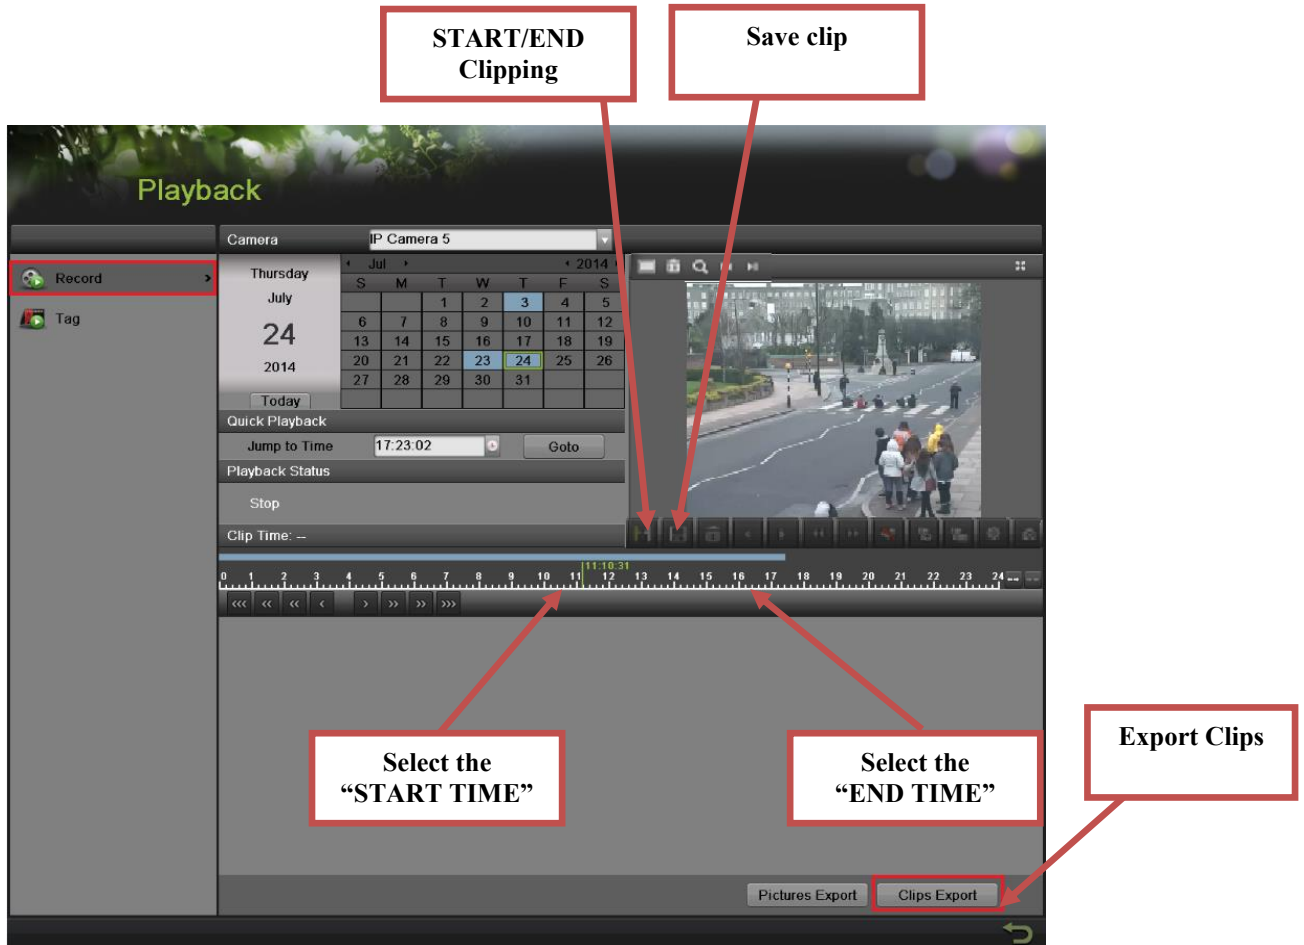 START/END
Clipping
Save clip
Playback
Camera
IP Camera 5
Record
Tag
Thursday
July
24
2014
Today
Jul
2014
S M T W T F S
1 2 3 4 5
6 7 8 9 10 11 12
13 14 15 16 17 18 19
20 21 22 23 24 25 26
27 28 29 30 31
Quick Playback
Jump to Time 17:23:02 Goto
Playback Status
Stop
Clip Time: --
11:10:31
0 1 2 3 4 5 6 7 8 9 10 11 12 13 14 15 16 17 18 19 20 21 22 23 24 -- --
Select the
“START TIME”
Select the
“END TIME”
Export Clips
Pictures Export
Clips Export